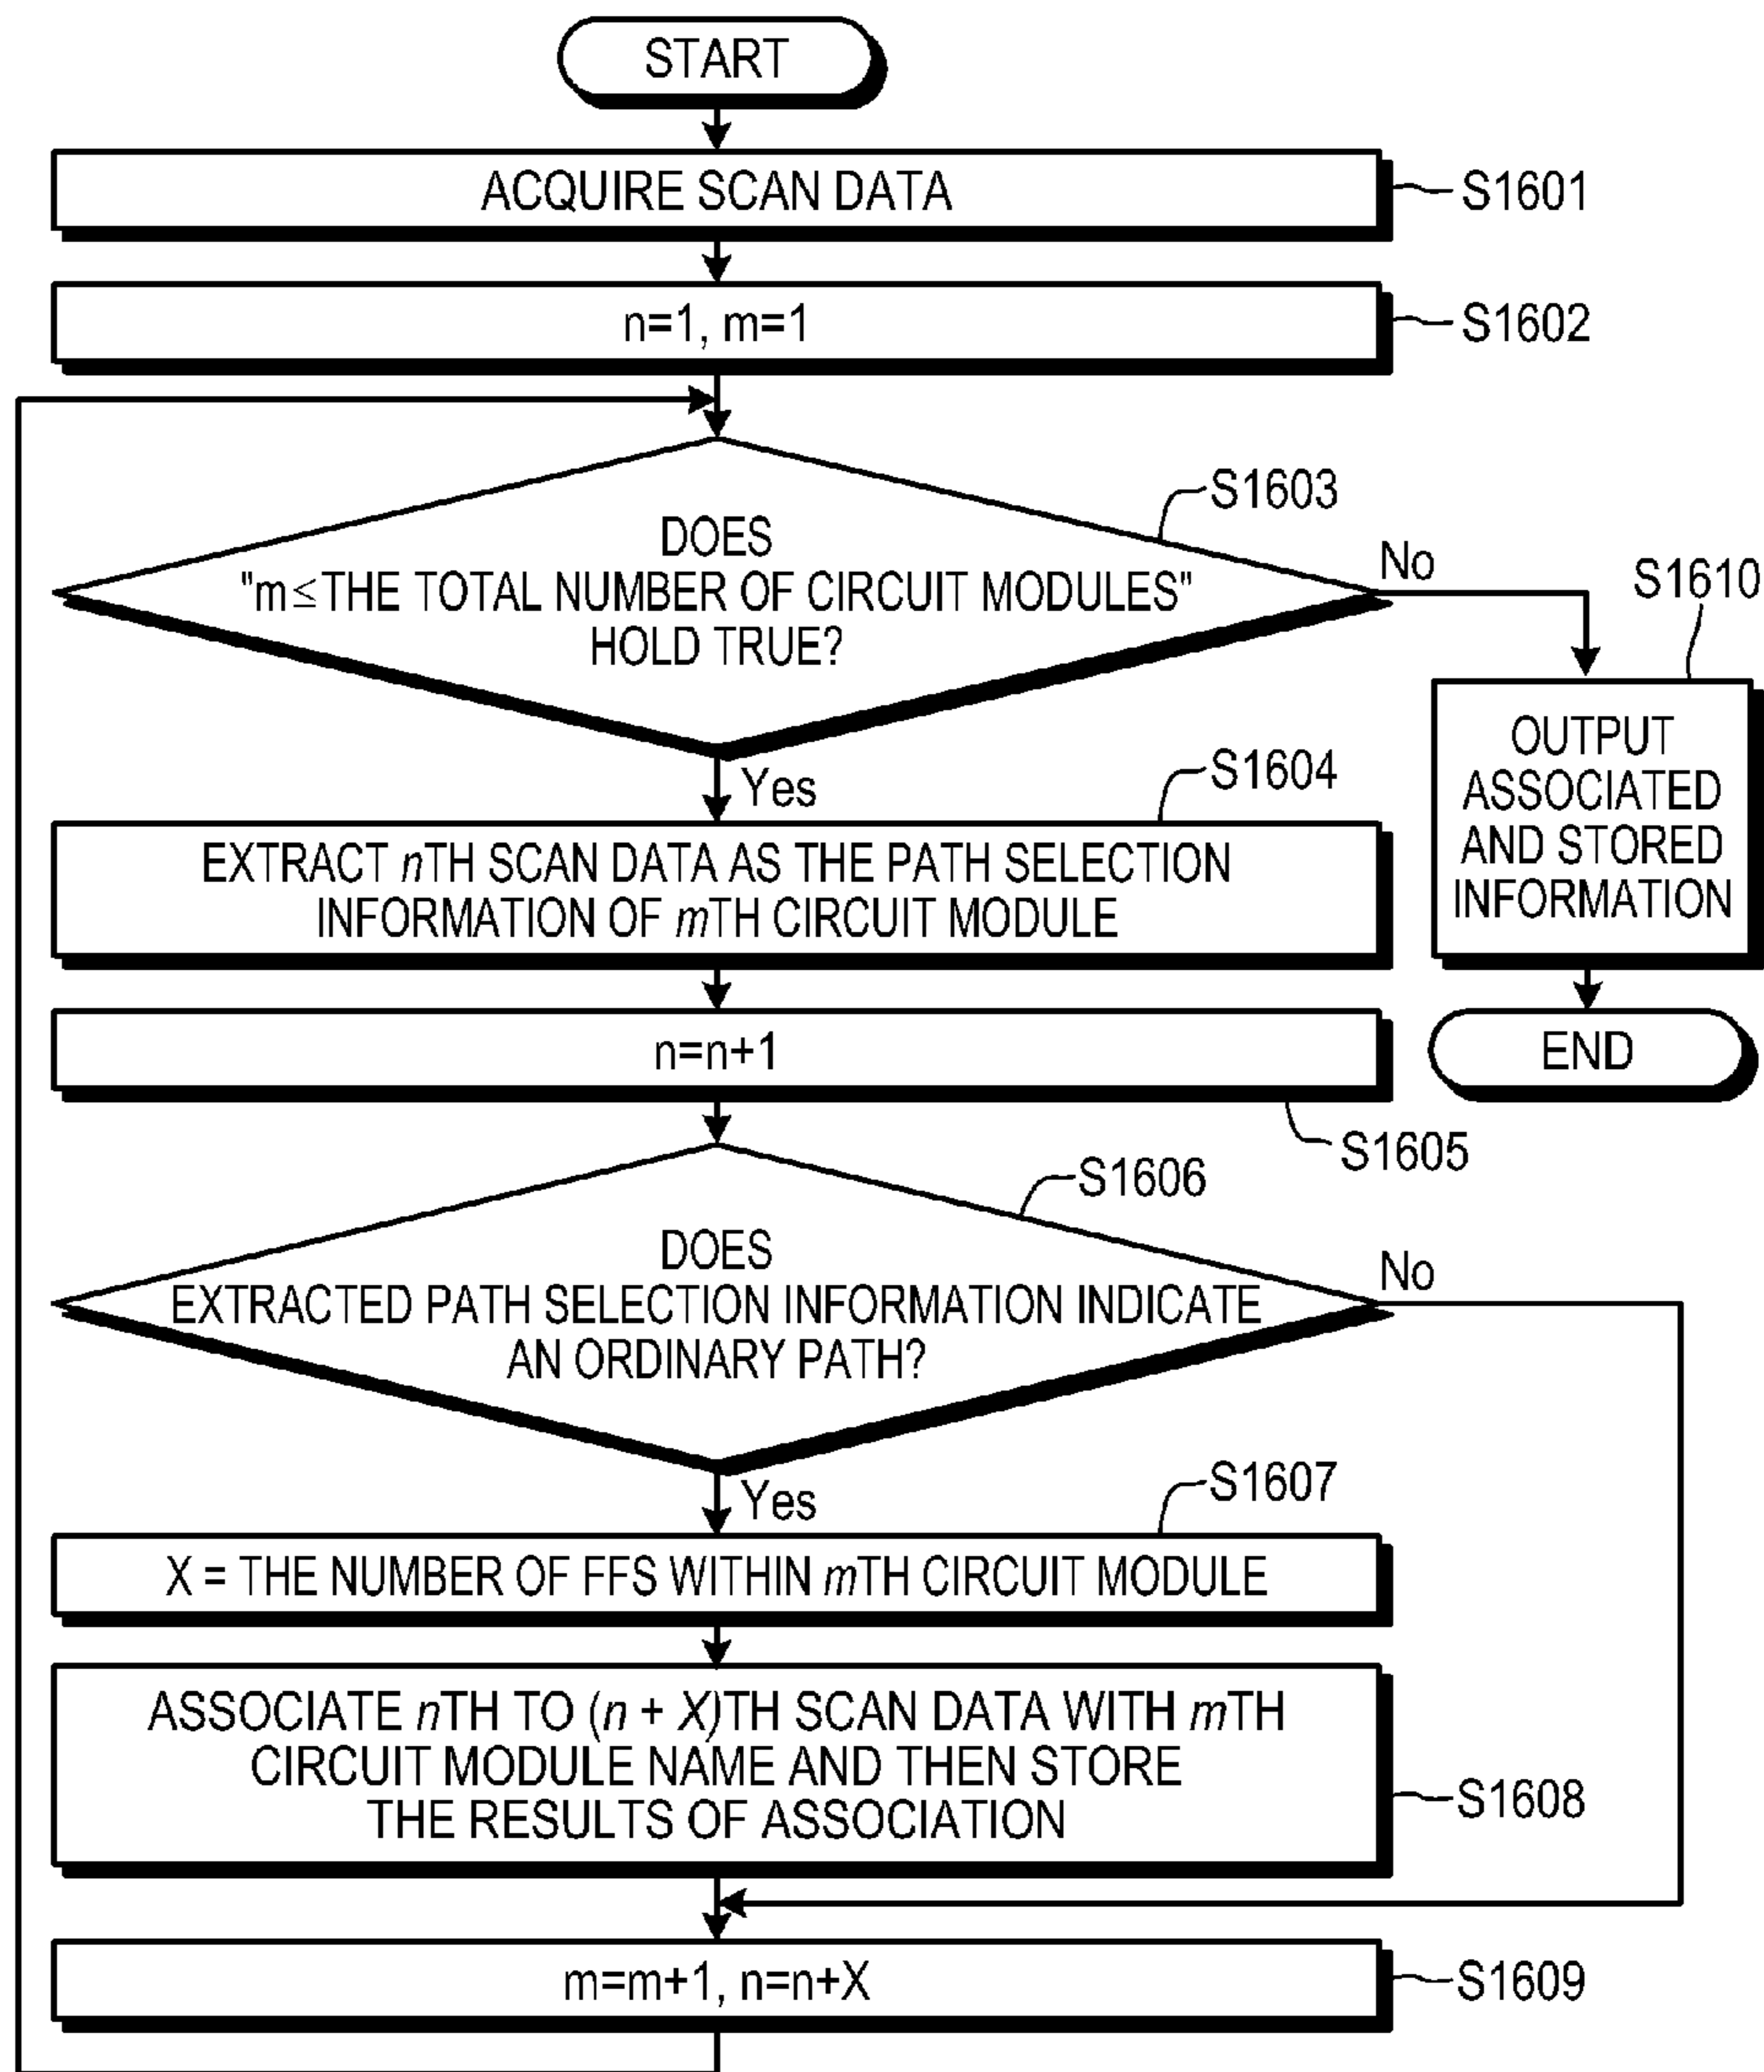 START
ACQUIRE SCAN DATA
S1601
n=1, m=1
S1602
S1603
DOES
"m≤THE TOTAL NUMBER OF CIRCUIT MODULES"
HOLD TRUE?
No
S1610
OUTPUT
ASSOCIATED
AND STORED
INFORMATION
END
Yes
S1604
EXTRACT nTH SCAN DATA AS THE PATH SELECTION
INFORMATION OF mTH CIRCUIT MODULE
n=n+1
S1605
S1606
DOES
EXTRACTED PATH SELECTION INFORMATION INDICATE
AN ORDINARY PATH?
No
Yes
S1607
X = THE NUMBER OF FFS WITHIN mTH CIRCUIT MODULE
ASSOCIATE nTH TO (n + X)TH SCAN DATA WITH mTH
CIRCUIT MODULE NAME AND THEN STORE
THE RESULTS OF ASSOCIATION
S1608
m=m+1, n=n+X
S1609